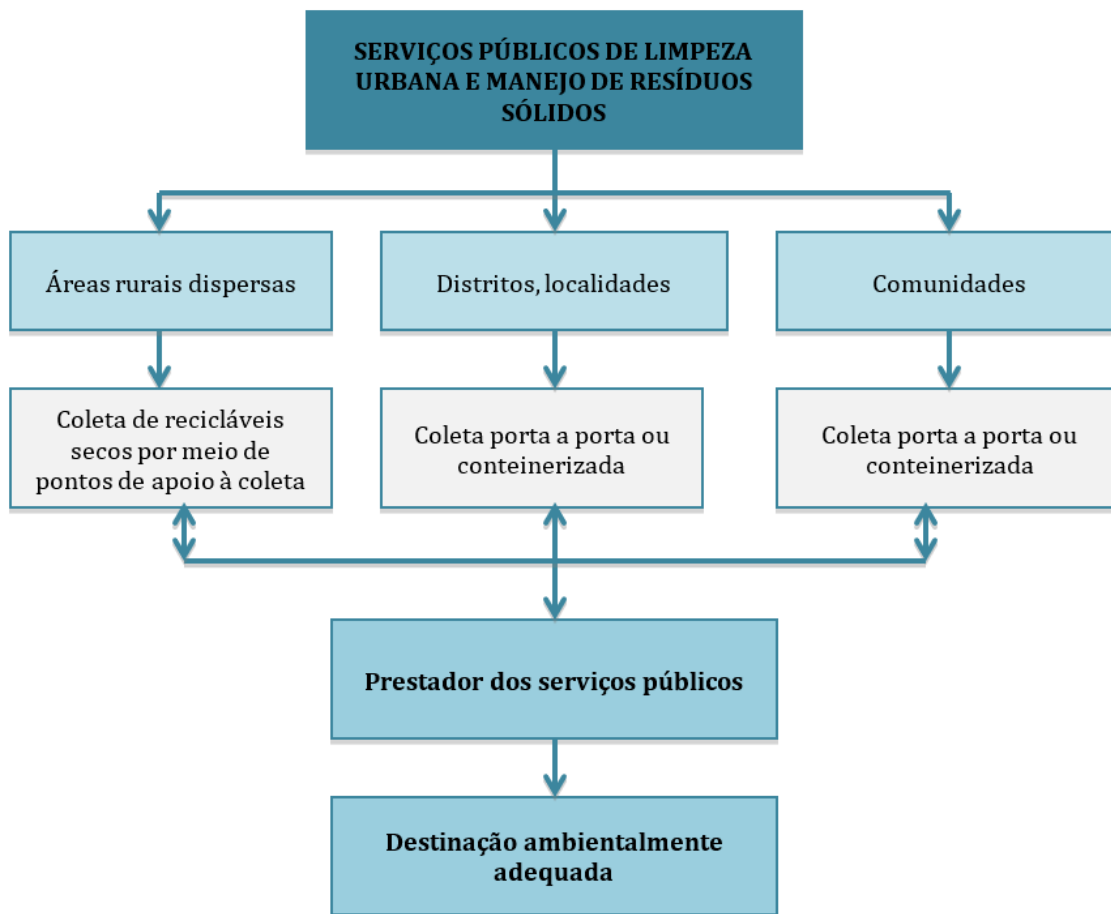 SERVIÇOS PÚBLICOS DE LIMPEZA
URBANA E MANEJO DE RESÍDUOS
SÓLIDOS
Áreas rurais dispersas
Distritos, localidades
Comunidades
Coleta de recicláveis
secos por meio de
pontos de apoio à coleta
Coleta porta a porta ou
conteinerizada
Coleta porta a porta ou
conteinerizada
Prestador dos serviços públicos
Destinação ambientalmente
adequada